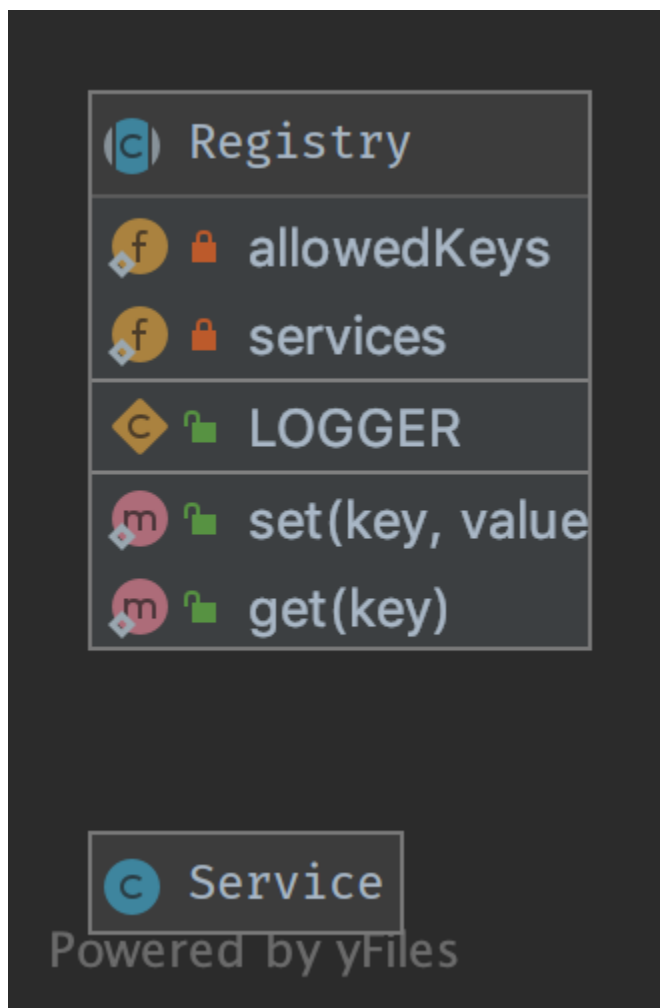 Registry
allowedKeys
services
LOGGER
set(key, value
get(key)
Service
Powered by yFiles